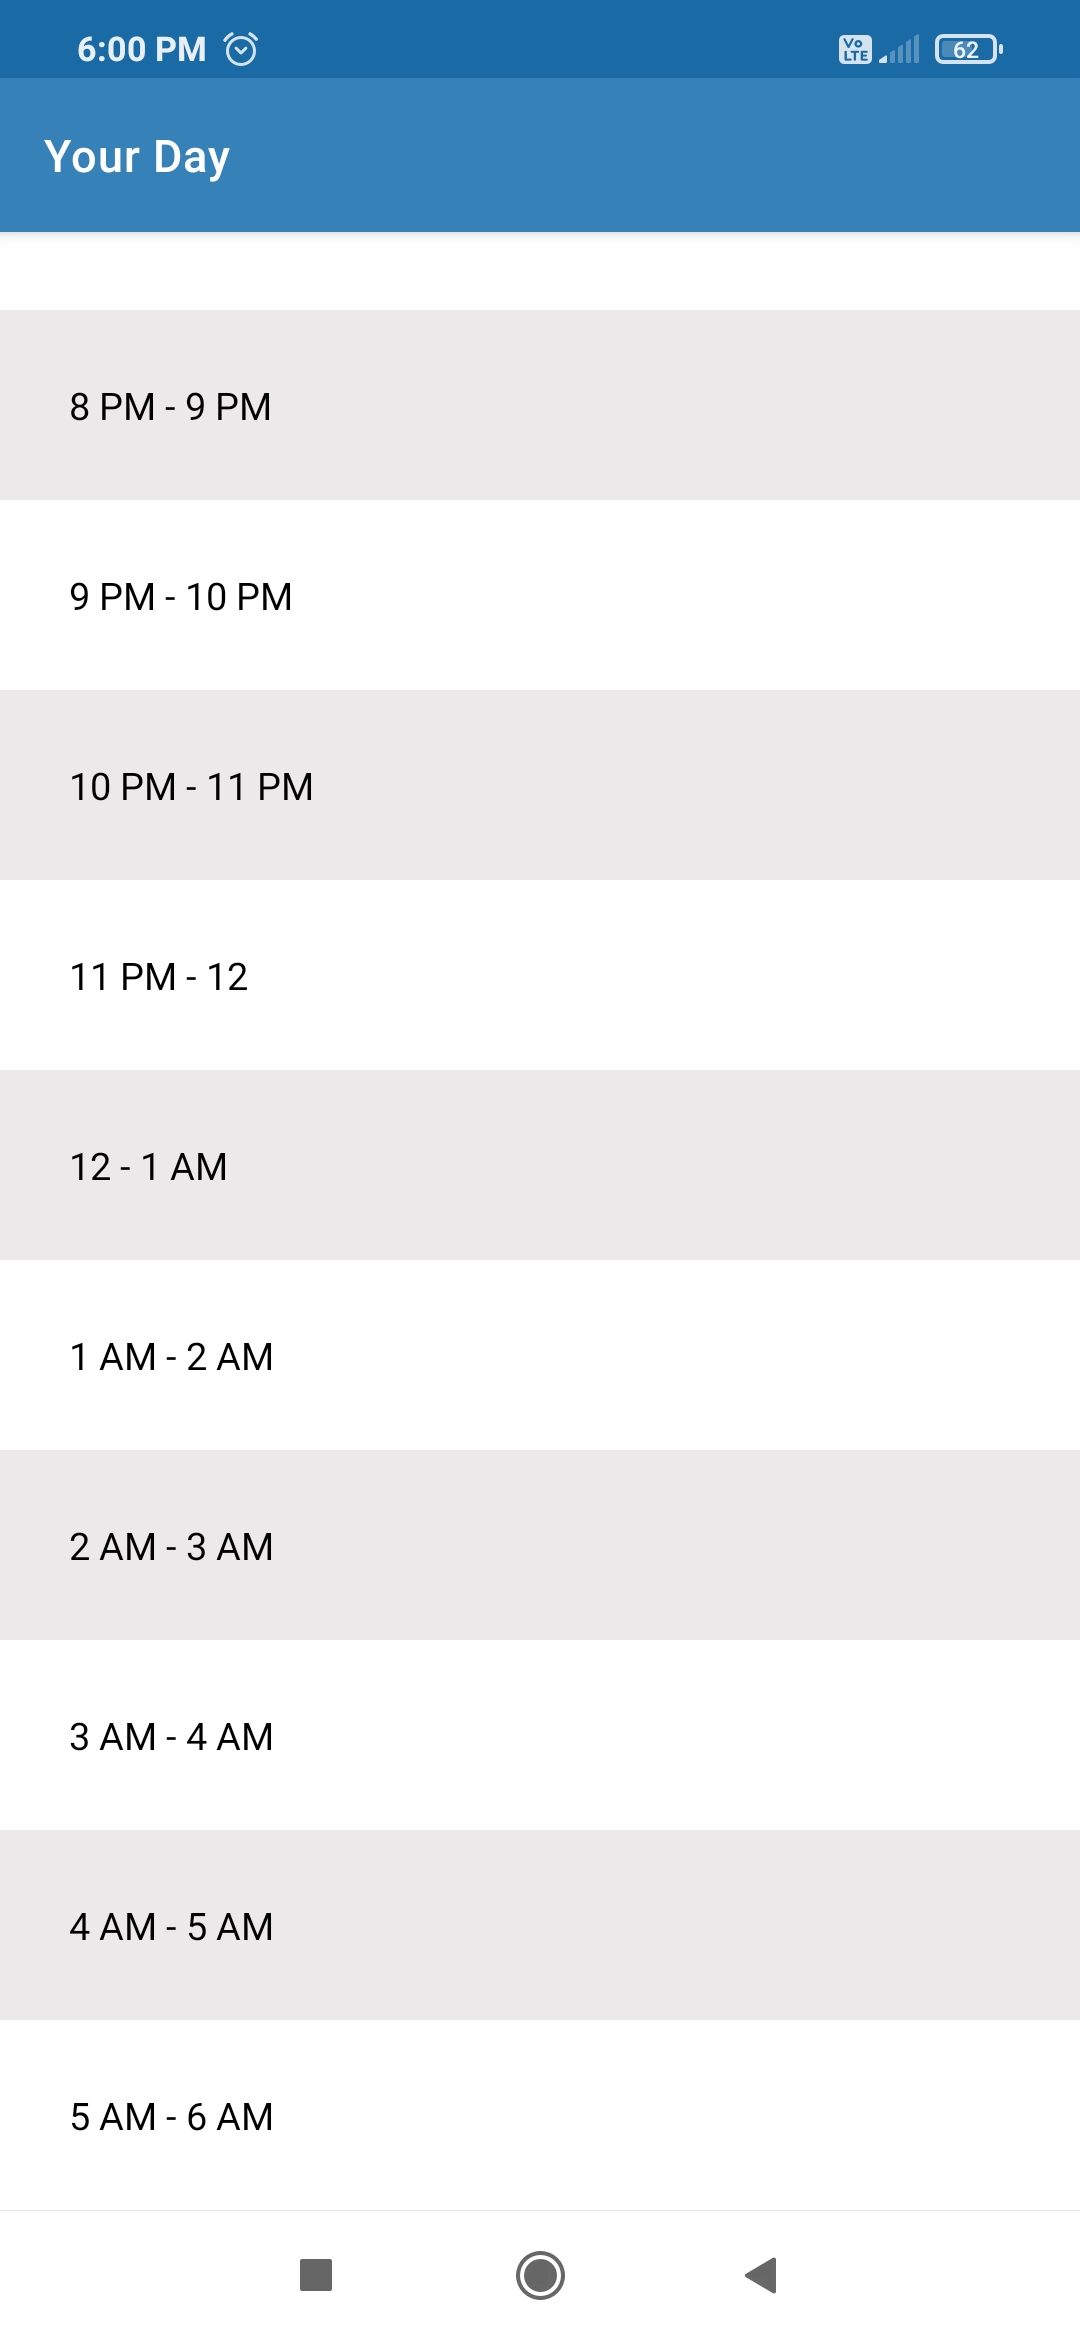 6:00 PM
Vo LTE
62
Your Day
8 PM - 9 PM
9 PM - 10 PM
10 PM - 11 PM
11 PM - 12
12 - 1 AM
1 AM - 2 AM
2 AM - 3 AM
3 AM - 4 AM
4 AM - 5 AM
5 AM - 6 AM